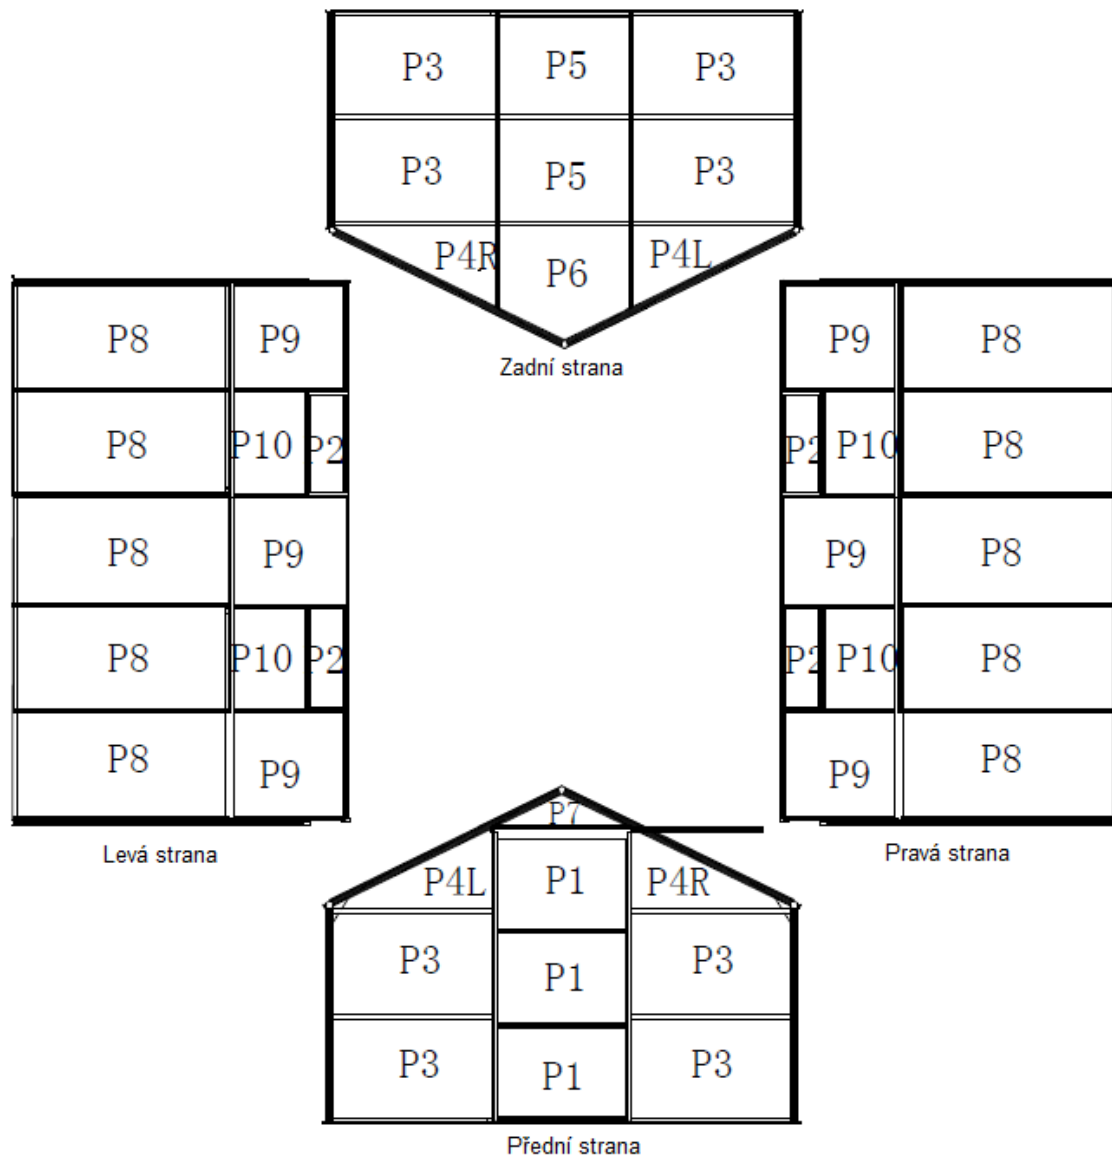 P3 P5 P3
P3 P5 P3
P4R P6 P4L
Zadní strana
P8 P9
P8 P10 P2
P8 P9
P8 P10 P2
P8 P9
Levá strana
P9 P8
P2 P10 P8
P9 P8
P2 P10 P8
P9 P8
Pravá strana
P7
P4L P1 P4R
P3 P1 P3
P3 P1 P3
Přední strana